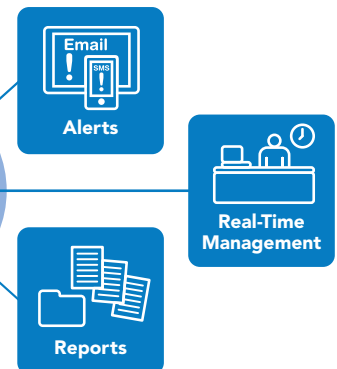 Email
!
SMS
!
Alerts
Real-Time
Management
Reports